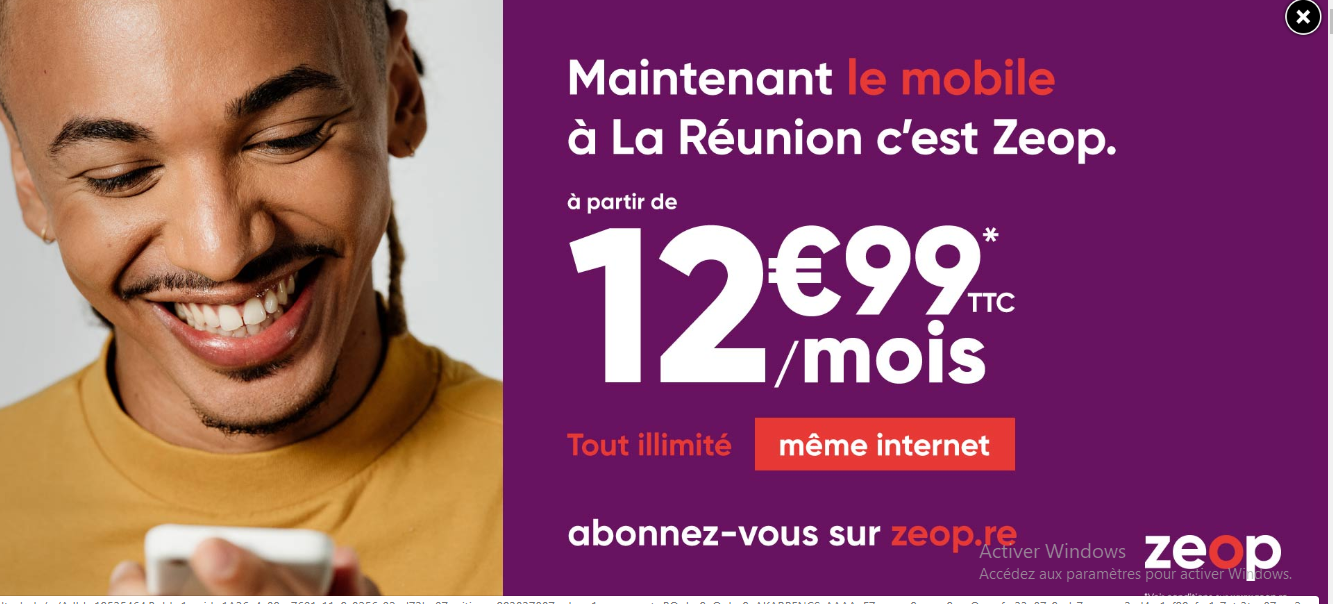 Maintenant le mobile
à La Réunion c'est Zeop.
à partir de
12€99*
TTC
/mois
Tout illimité même internet
abonnez-vous sur zeop.re
zeop
Activer Windows
Accédez aux paramètres pour activer Windows.